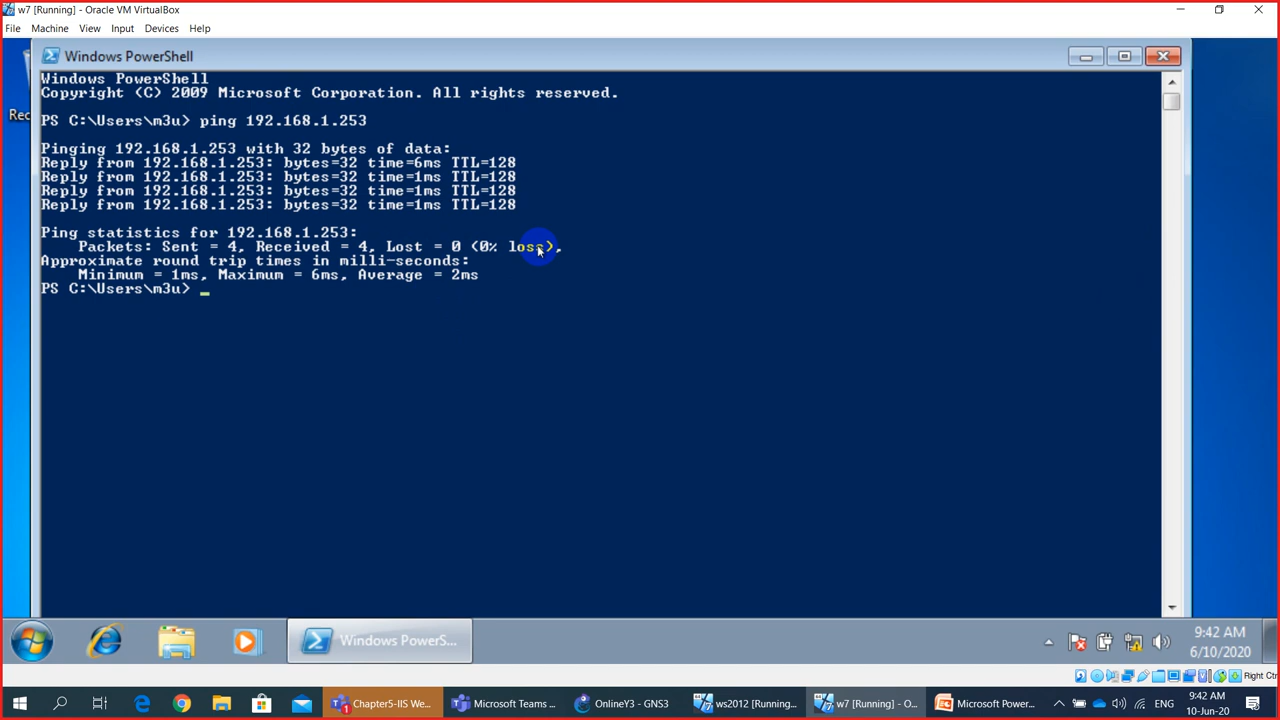 w7 [Running] - Oracle VM VirtualBox
File Machine View Input Devices Help
Windows PowerShell
Windows PowerShell
Copyright (C) 2009 Microsoft Corporation. All rights reserved.
Rec
PS C:\Users\m3u> ping 192.168.1.253
Pinging 192.168.1.253 with 32 bytes of data:
Reply from 192.168.1.253: bytes=32 time=6ms TTL=128
Reply from 192.168.1.253: bytes=32 time=1ms TTL=128
Reply from 192.168.1.253: bytes=32 time=1ms TTL=128
Reply from 192.168.1.253: bytes=32 time=1ms TTL=128
Ping statistics for 192.168.1.253:
Packets: Sent = 4, Received = 4, Lost = 0 (0% loss),
Approximate round trip times in milli-seconds:
Minimum = 1ms, Maximum = 6ms, Average = 2ms
PS C:\Users\m3u> _
Windows PowerS...
9:42 AM
6/10/2020
Right Ctr
Chapter5-IIS We... Microsoft Teams ... OnlineY3 - GNS3 ws2012 [Running... w7 [Running] - O... Microsoft Power... ENG
9:42 AM
10-Jun-20